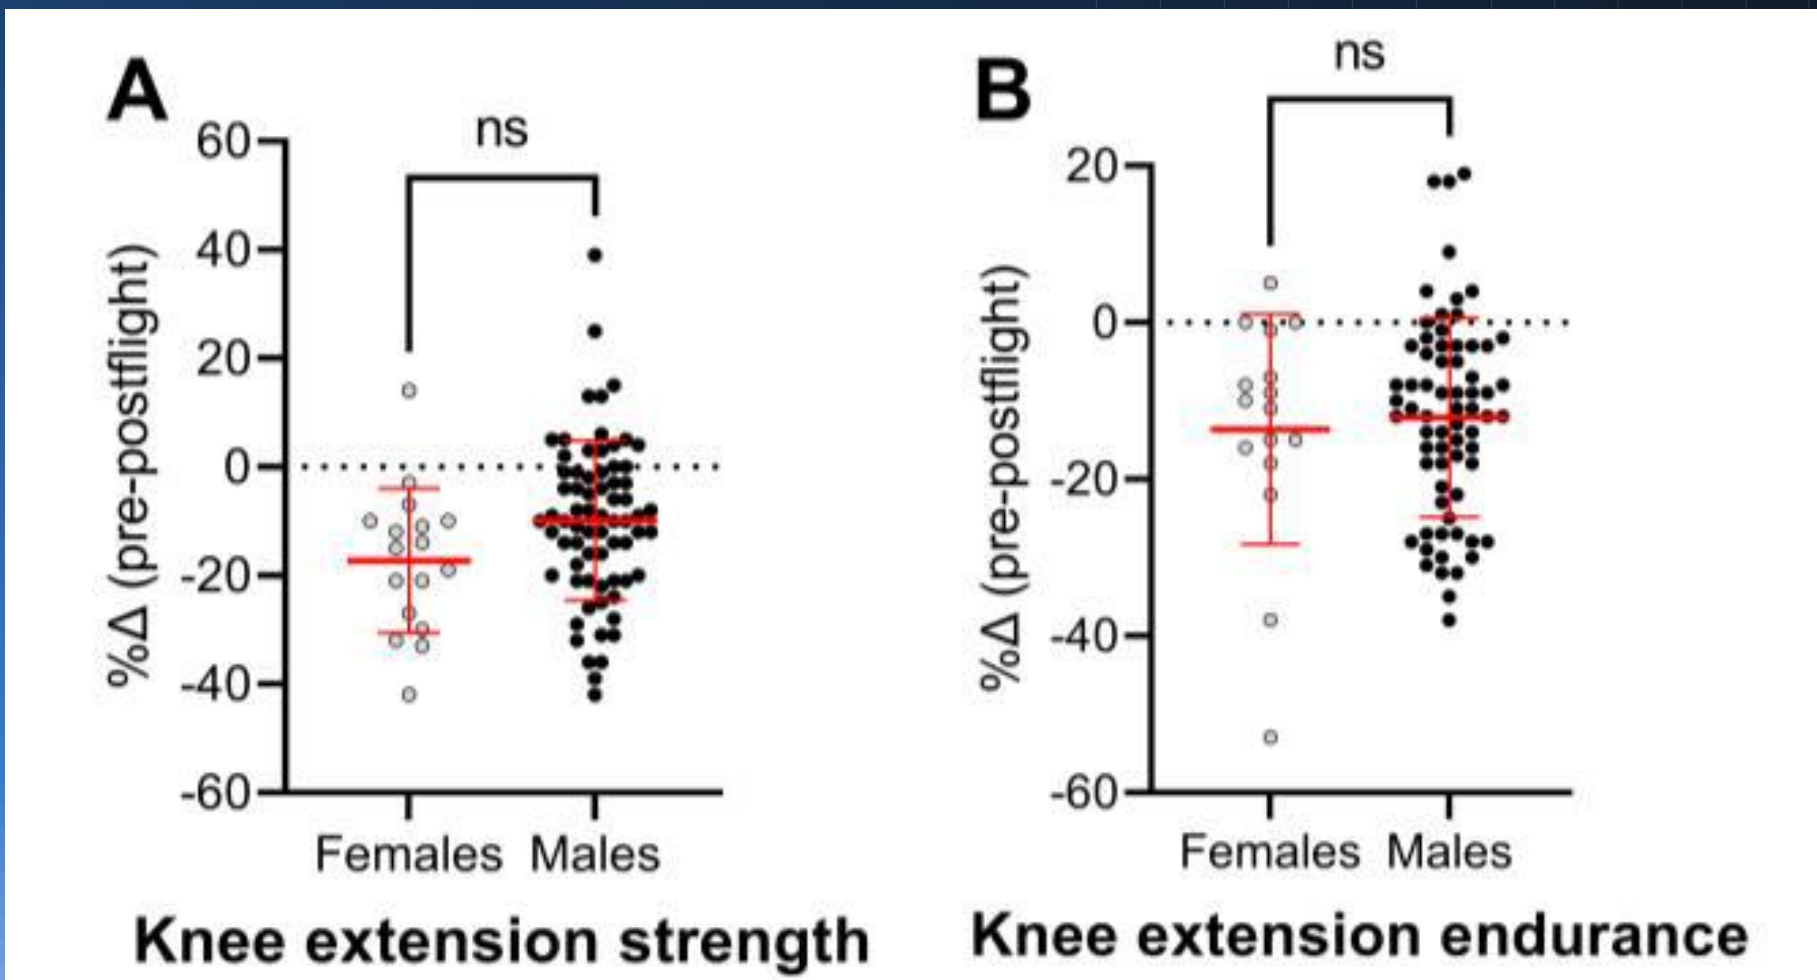 A
ns
60
40
20
0
-20
-40
-60
%Δ (pre-postflight)
Females Males
Knee extension strength
B
ns
20
0
-20
-40
-60
%Δ (pre-postflight)
Females Males
Knee extension endurance